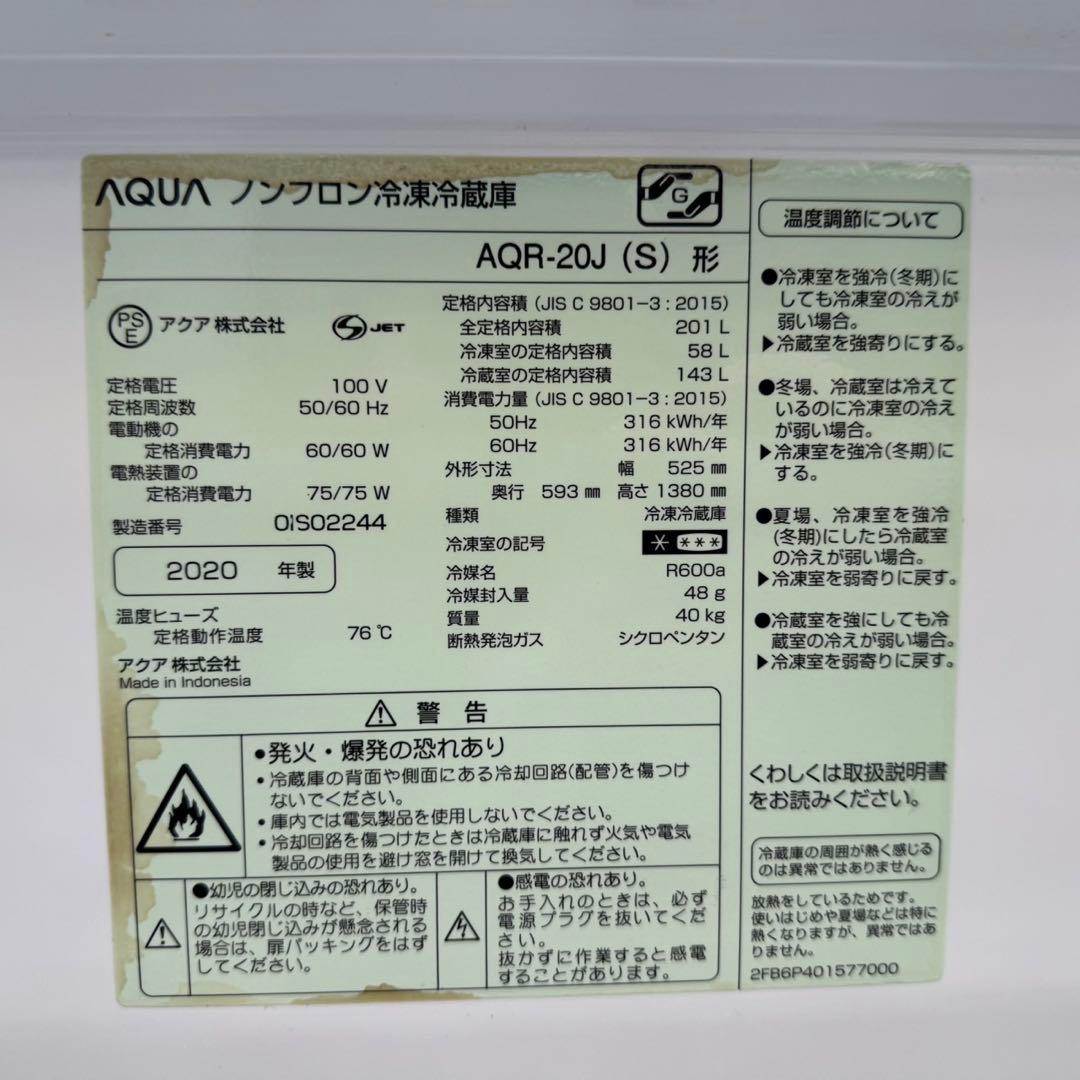 AQUA ノンフロン冷凍冷蔵庫
G
AQR-20J (S) 形
PS
E
アクア 株式会社
S JET
定格電圧 100 V
定格周波数 50/60 Hz
電動機の
定格消費電力 60/60 W
電熱装置の
定格消費電力 75/75 W
製造番号 OISO2244
2020 年製
温度ヒューズ
定格動作温度 76 ℃
アクア 株式会社
Made in Indonesia
定格内容積 (JIS C 9801-3 : 2015)
全定格内容積 201 L
冷凍室の定格内容積 58 L
冷蔵室の定格内容積 143 L
消費電力量 (JIS C 9801-3 : 2015)
50Hz 316 kWh/年
60Hz 316 kWh/年
外形寸法 幅 525 ㎜
奥行 593 ㎜ 高さ 1380 ㎜
種類 冷凍冷蔵庫
冷凍室の記号 * ***
冷媒名 R600a
冷媒封入量 48 g
質量 40 kg
断熱発泡ガス シクロペンタン
警 告
●発火・爆発の恐れあり
・冷蔵庫の背面や側面にある冷却回路(配管)を傷つけ
ないでください。
・庫内では電気製品を使用しないでください。
・冷却回路を傷つけたときは冷蔵庫に触れず火気や電気
製品の使用を避け窓を開けて換気してください。
●幼児の閉じ込みの恐れあり。
リサイクルの時など、保管時
の幼児閉じ込みが懸念される
場合は、扉パッキングをはず
してください。
●感電の恐れあり。
お手入れのときは、必ず
電源プラグを抜いてくだ
さい。
抜かずに作業すると感電
することがあります。
温度調節について
●冷凍室を強冷(冬期)に
しても冷凍室の冷えが
弱い場合。
▶冷蔵室を強寄りにする。
●冬場、冷蔵室は冷えて
いるのに冷凍室の冷え
が弱い場合。
▶冷凍室を強冷(冬期)に
する。
●夏場、冷凍室を強冷
(冬期)にしたら冷蔵室
の冷えが弱い場合。
▶冷凍室を弱寄りに戻す。
●冷蔵室を強にしても冷
蔵室の冷えが弱い場合。
▶冷凍室を弱寄りに戻す。
くわしくは取扱説明書
をお読みください。
冷蔵庫の周囲が熱く感じる
のは異常ではありません。
放熱をしているためです。
使いはじめや夏場などは特に
熱くなりますが、異常ではあ
りません。
2FB6P401577000